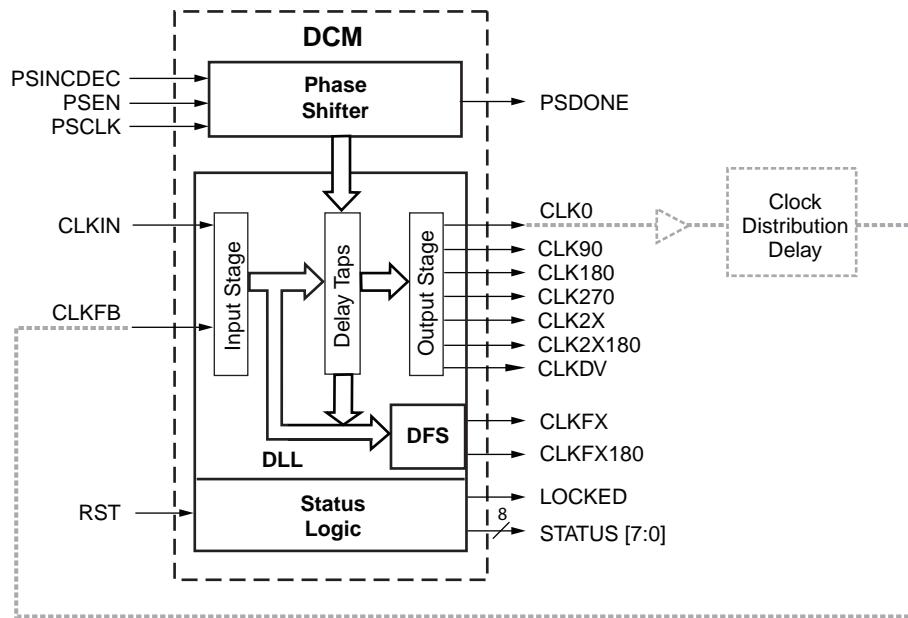 DCM
PSINCDEC
PSEN
PSCLK
Phase
Shifter
PSDONE
CLKIN
CLKFB
Input Stage
Delay Taps
Output Stage
CLK0
CLK90
CLK180
CLK270
CLK2X
CLK2X180
CLKDV
Clock
Distribution
Delay
DFS
CLKFX
CLKFX180
DLL
RST
Status
Logic
LOCKED
8
STATUS [7:0]